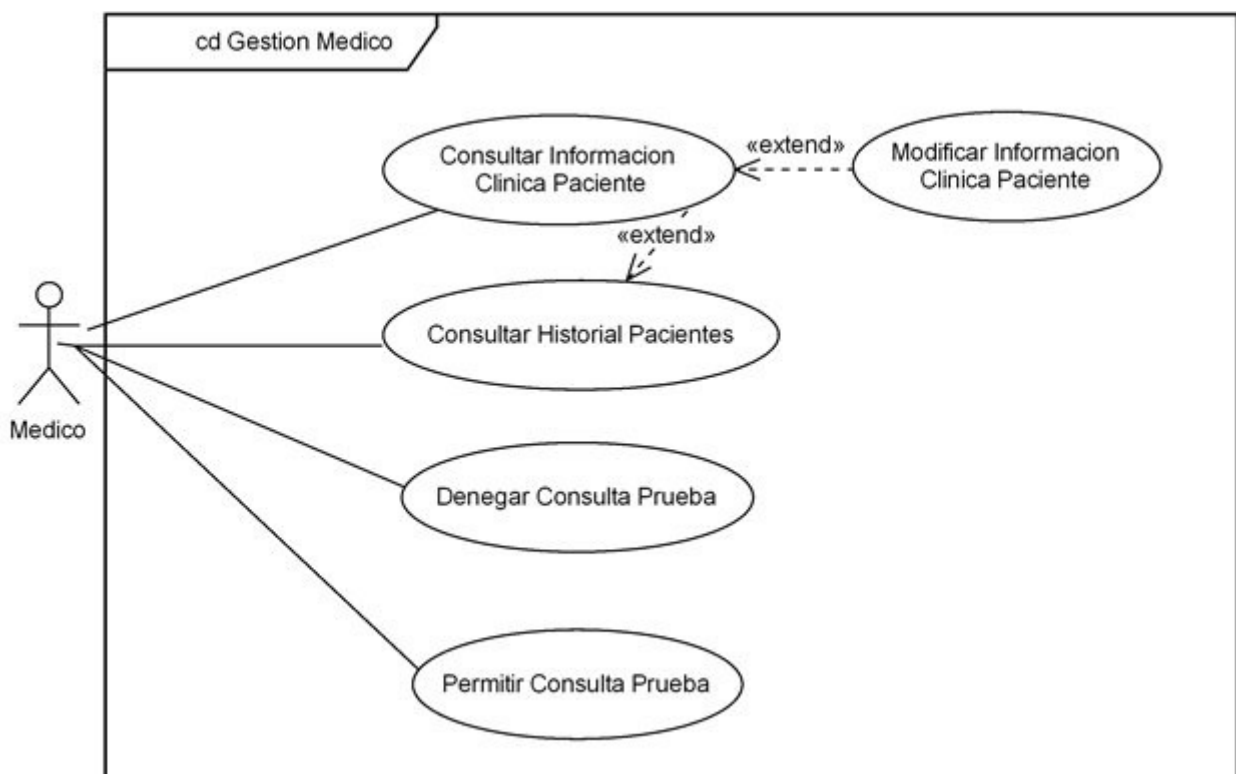 cd Gestion Medico
Consultar Informacion
Clinica Paciente
«extend»
Modificar Informacion
Clinica Paciente
«extend»
Consultar Historial Pacientes
Medico
Denegar Consulta Prueba
Permitir Consulta Prueba